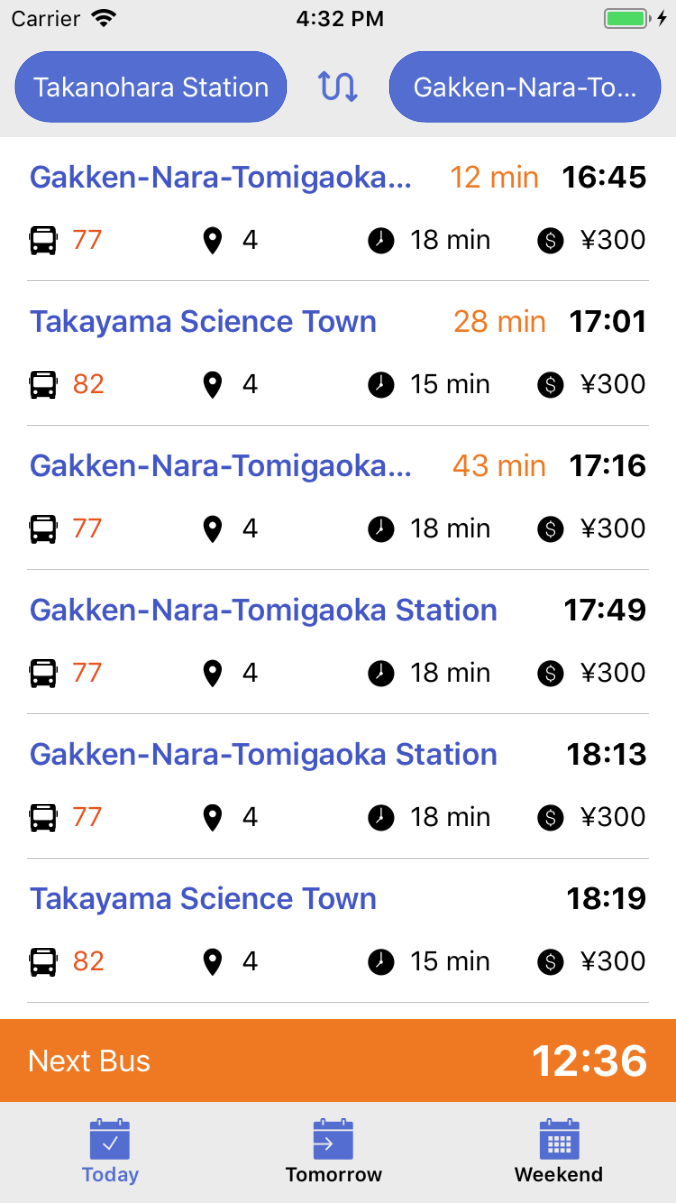 Carrier 4:32 PM
Takanohara Station Gakken-Nara-To...
Gakken-Nara-Tomigaoka... 12 min 16:45
77 4 18 min $ ¥300
Takayama Science Town 28 min 17:01
82 4 15 min $ ¥300
Gakken-Nara-Tomigaoka... 43 min 17:16
77 4 18 min $ ¥300
Gakken-Nara-Tomigaoka Station 17:49
77 4 18 min $ ¥300
Gakken-Nara-Tomigaoka Station 18:13
77 4 18 min $ ¥300
Takayama Science Town 18:19
82 4 15 min $ ¥300
Next Bus 12:36
Today Tomorrow Weekend